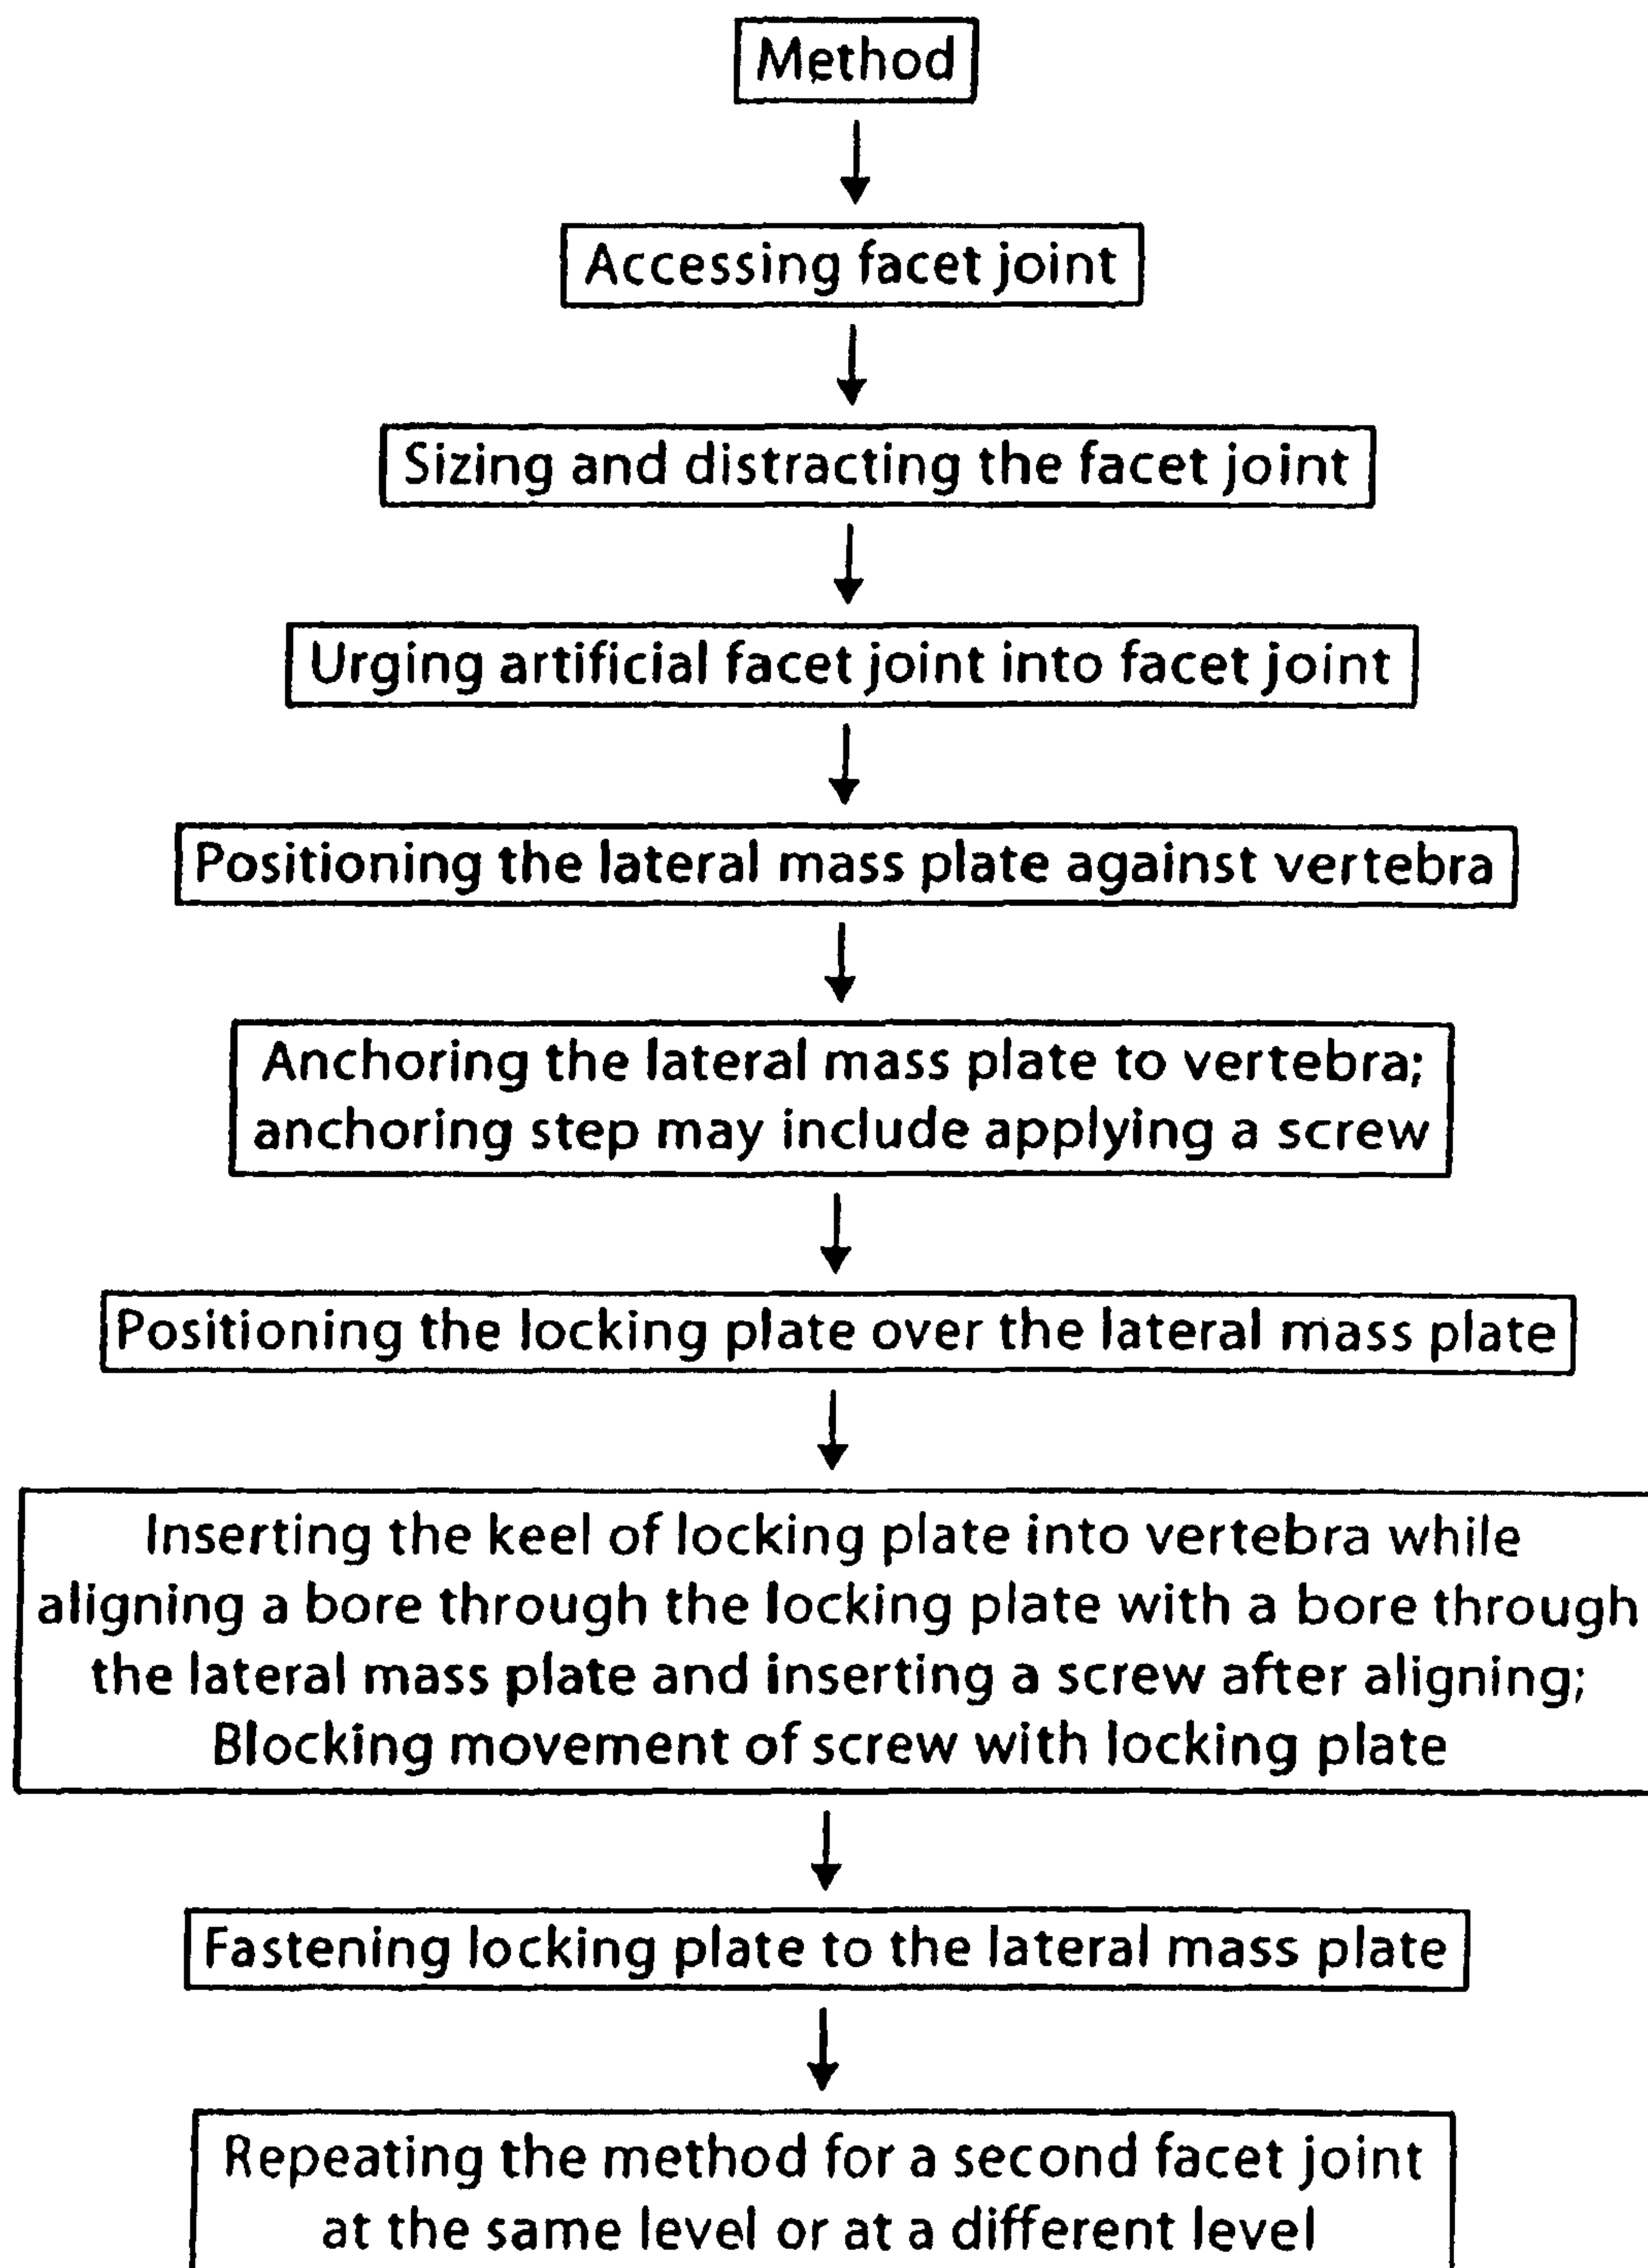 Method
Accessing facet joint
Sizing and distracting the facet joint
Urging artificial facet joint into facet joint
Positioning the lateral mass plate against vertebra
Anchoring the lateral mass plate to vertebra;
anchoring step may include applying a screw
Positioning the locking plate over the lateral mass plate
Inserting the keel of locking plate into vertebra while
aligning a bore through the locking plate with a bore through
the lateral mass plate and inserting a screw after aligning;
Blocking movement of screw with locking plate
Fastening locking plate to the lateral mass plate
Repeating the method for a second facet joint
at the same level or at a different level